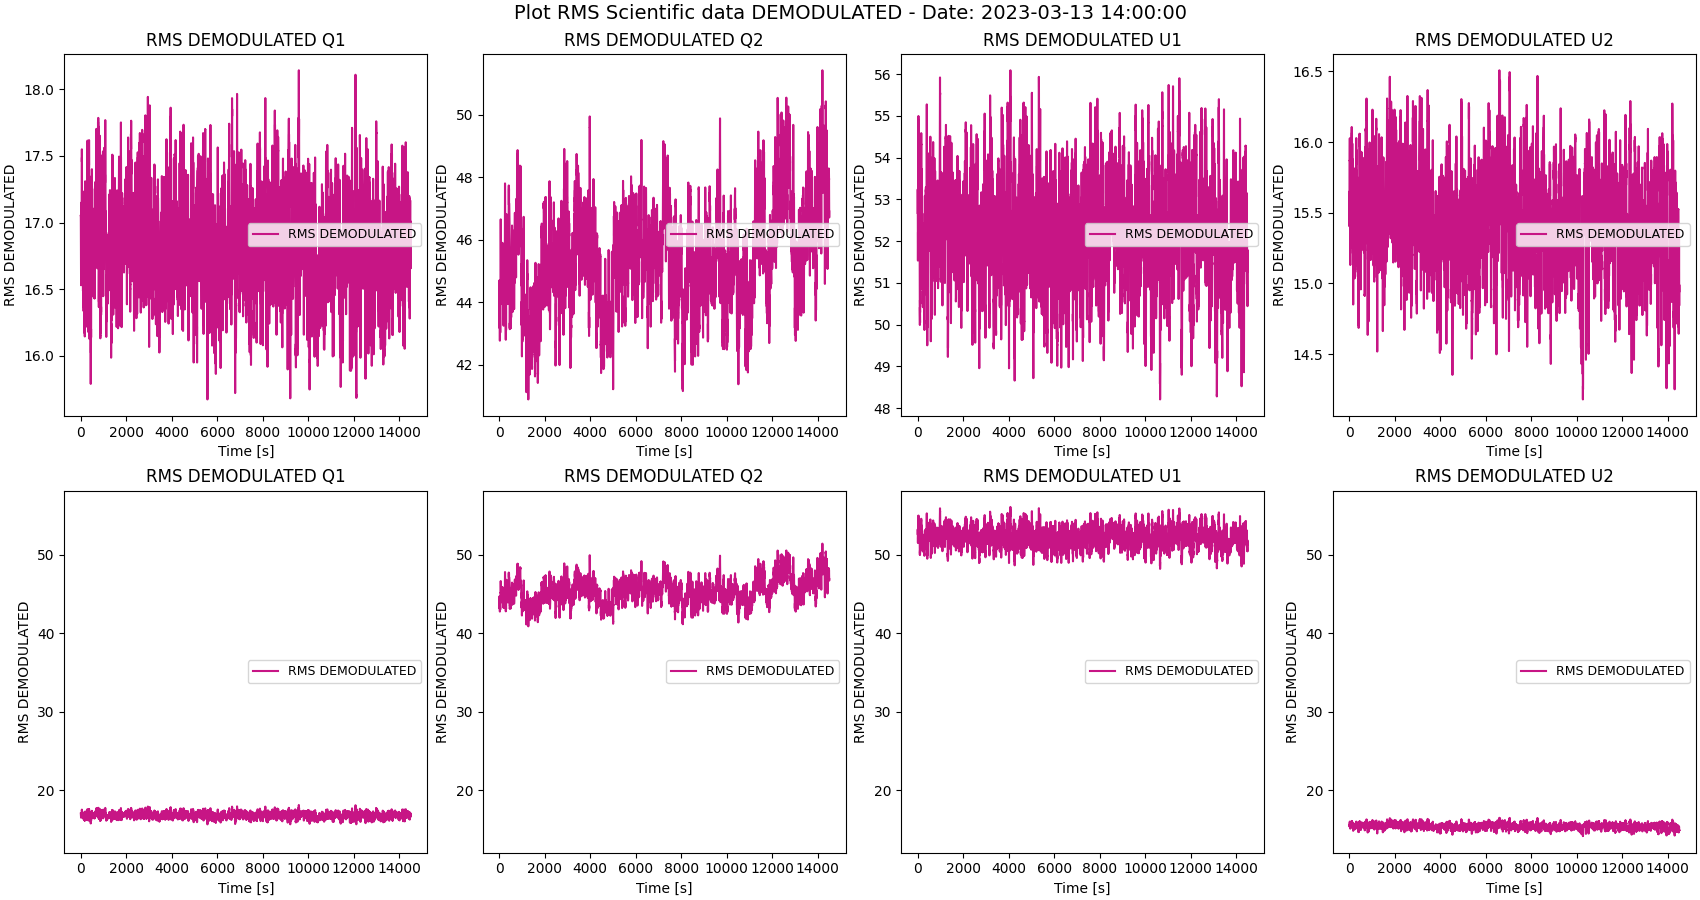 Plot RMS Scientific data DEMODULATED - Date: 2023-03-13 14:00:00
RMS DEMODULATED Q1
RMS DEMODULATED
18.0
17.5
17.0
16.5
16.0
RMS DEMODULATED
0 2000 4000 6000 8000 10000 12000 14000
Time [s]
RMS DEMODULATED Q2
RMS DEMODULATED
50
48
46
44
42
RMS DEMODULATED
0 2000 4000 6000 8000 10000 12000 14000
Time [s]
RMS DEMODULATED U1
RMS DEMODULATED
56
55
54
53
52
51
50
49
48
RMS DEMODULATED
0 2000 4000 6000 8000 10000 12000 14000
Time [s]
RMS DEMODULATED U2
RMS DEMODULATED
16.5
16.0
15.5
15.0
14.5
RMS DEMODULATED
0 2000 4000 6000 8000 10000 12000 14000
Time [s]
RMS DEMODULATED Q1
RMS DEMODULATED
50
40
30
20
RMS DEMODULATED
0 2000 4000 6000 8000 10000 12000 14000
Time [s]
RMS DEMODULATED Q2
RMS DEMODULATED
50
40
30
20
RMS DEMODULATED
0 2000 4000 6000 8000 10000 12000 14000
Time [s]
RMS DEMODULATED U1
RMS DEMODULATED
50
40
30
20
RMS DEMODULATED
0 2000 4000 6000 8000 10000 12000 14000
Time [s]
RMS DEMODULATED U2
RMS DEMODULATED
50
40
30
20
RMS DEMODULATED
0 2000 4000 6000 8000 10000 12000 14000
Time [s]